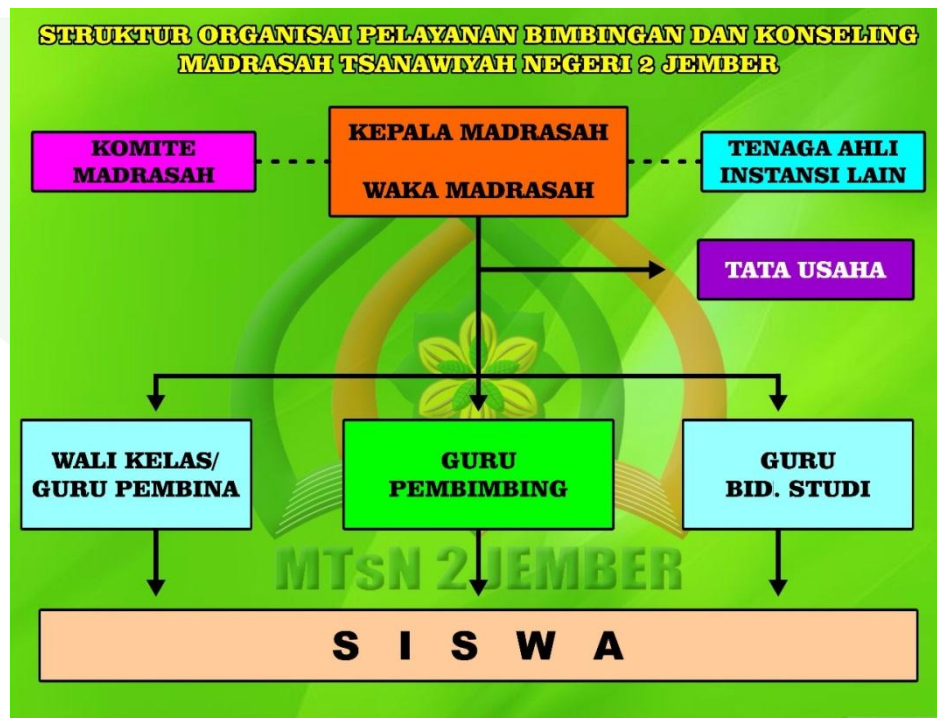 STRUKTUR ORGANISAI PELAYANAN BIMBINGAN DAN KONSELING
MADRASAH TSANAWIYAH NEGERI 2 JEMBER
KEPALA MADRASAH
WAKA MADRASAH
KOMITE
MADRASAH
TENAGA AHLI
INSTANSI LAIN
TATA USAHA
WALI KELAS/
GURU PEMBINA
GURU
PEMBIMBING
GURU
BID. STUDI
MTsN 2 JEMBER
S I S W A